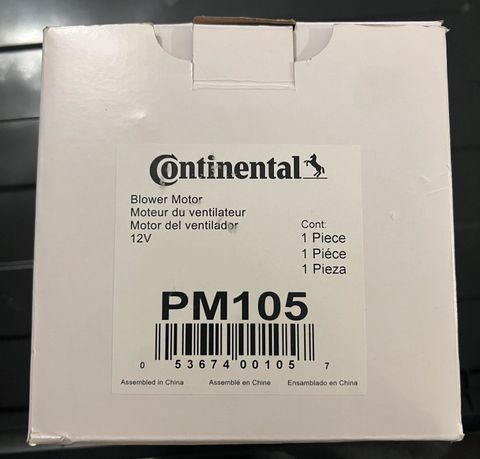 Continental
Blower Motor
Moteur du ventilateur
Motor del ventilador
12V
Cont:
1 Piece
1 Piéce
1 Pieza
PM105
0 53674 00105 7
Assembled in China Assemblé en Chine Ensamblado en China